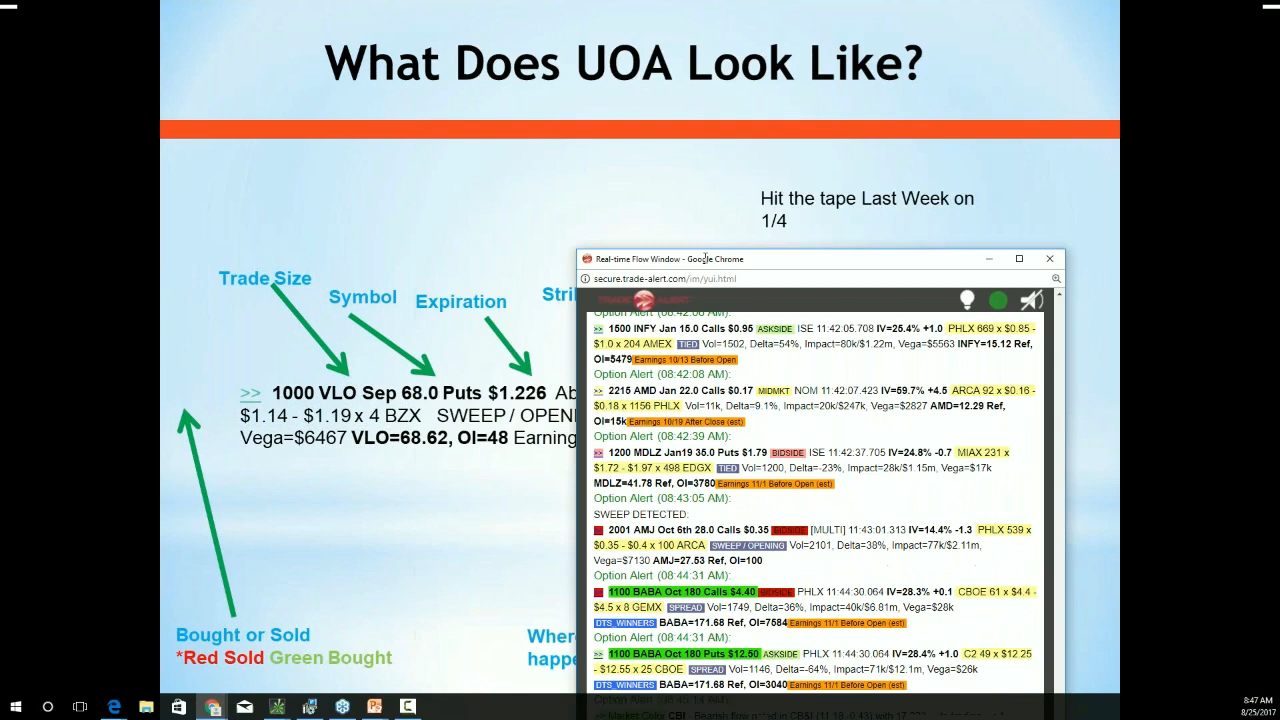 What Does UOA Look Like?
Hit the tape Last Week on
1/4
Trade Size
Symbol
Expiration
Stri
>> 1000 VLO Sep 68.0 Puts $1.226 Ab
$1.14 - $1.19 x 4 BZX SWEEP / OPENI
Vega=$6467 VLO=68.62, OI=48 Earning
Bought or Sold
*Red Sold Green Bought
Wher
happe
Real-time Flow Window - Google Chrome
secure.trade-alert.com/im/yui.html
TRADE ALERT
Option Alert (08:42:06 AM):
>> 1500 INFY Jan 15.0 Calls $0.95 ASKSIDE ISE 11:42:05.708 IV=25.4% +1.0 PHLX 669 x $0.85 -
$1.0 x 204 AMEX TIED Vol=1502, Delta=54%, Impact=80k/$1.22m, Vega=$5563 INFY=15.12 Ref,
OI=5479 Earnings 10/13 Before Open
Option Alert (08:42:08 AM):
>> 2215 AMD Jan 22.0 Calls $0.17 MIDMKT NOM 11:42:07.423 IV=59.7% +4.5 ARCA 92 x $0.16 -
$0.18 x 1156 PHLX Vol=11k, Delta=9.1%, Impact=20k/$247k, Vega=$2827 AMD=12.29 Ref,
OI=15k Earnings 10/19 After Close (est)
Option Alert (08:42:39 AM):
>> 1200 MDLZ Jan19 35.0 Puts $1.79 BIDSIDE ISE 11:42:37.705 IV=24.8% -0.7 MIAX 231 x
$1.72 - $1.97 x 498 EDGX TIED Vol=1200, Delta=-23%, Impact=28k/$1.15m, Vega=$17k
MDLZ=41.78 Ref, OI=3780 Earnings 11/1 Before Open (est)
Option Alert (08:43:05 AM):
SWEEP DETECTED:
>> 2001 AMJ Oct 6th 28.0 Calls $0.35 BIDSIDE [MULTI] 11:43:01.313 IV=14.4% -1.3 PHLX 539 x
$0.35 - $0.4 x 100 ARCA SWEEP / OPENING Vol=2101, Delta=38%, Impact=77k/$2.11m,
Vega=$7130 AMJ=27.53 Ref, OI=100
Option Alert (08:44:31 AM):
>> 1100 BABA Oct 180 Calls $4.40 BIDSIDE PHLX 11:44:30.064 IV=28.3% +0.1 CBOE 61 x $4.4 -
$4.5 x 8 GEMX SPREAD Vol=1749, Delta=36%, Impact=40k/$6.81m, Vega=$28k
DTS_WINNERS BABA=171.68 Ref, OI=7584 Earnings 11/1 Before Open (est)
Option Alert (08:44:31 AM):
>> 1100 BABA Oct 180 Puts $12.50 ASKSIDE PHLX 11:44:30.064 IV=28.4% +1.0 C2 49 x $12.25
- $12.55 x 25 CBOE SPREAD Vol=1146, Delta=-64%, Impact=71k/$12.1m, Vega=$26k
DTS_WINNERS BABA=171.68 Ref, OI=3040 Earnings 11/1 Before Open (est)
8:47 AM
8/25/2017